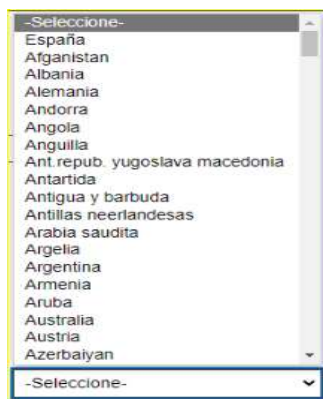 -Seleccione-
España
Afganistan
Albania
Alemania
Andorra
Angola
Anguilla
Ant.repub. yugoslava macedonia
Antartida
Antigua y barbuda
Antillas neerlandesas
Arabia saudita
Argelia
Argentina
Armenia
Aruba
Australia
Austria
Azerbaiyan
-Seleccione-